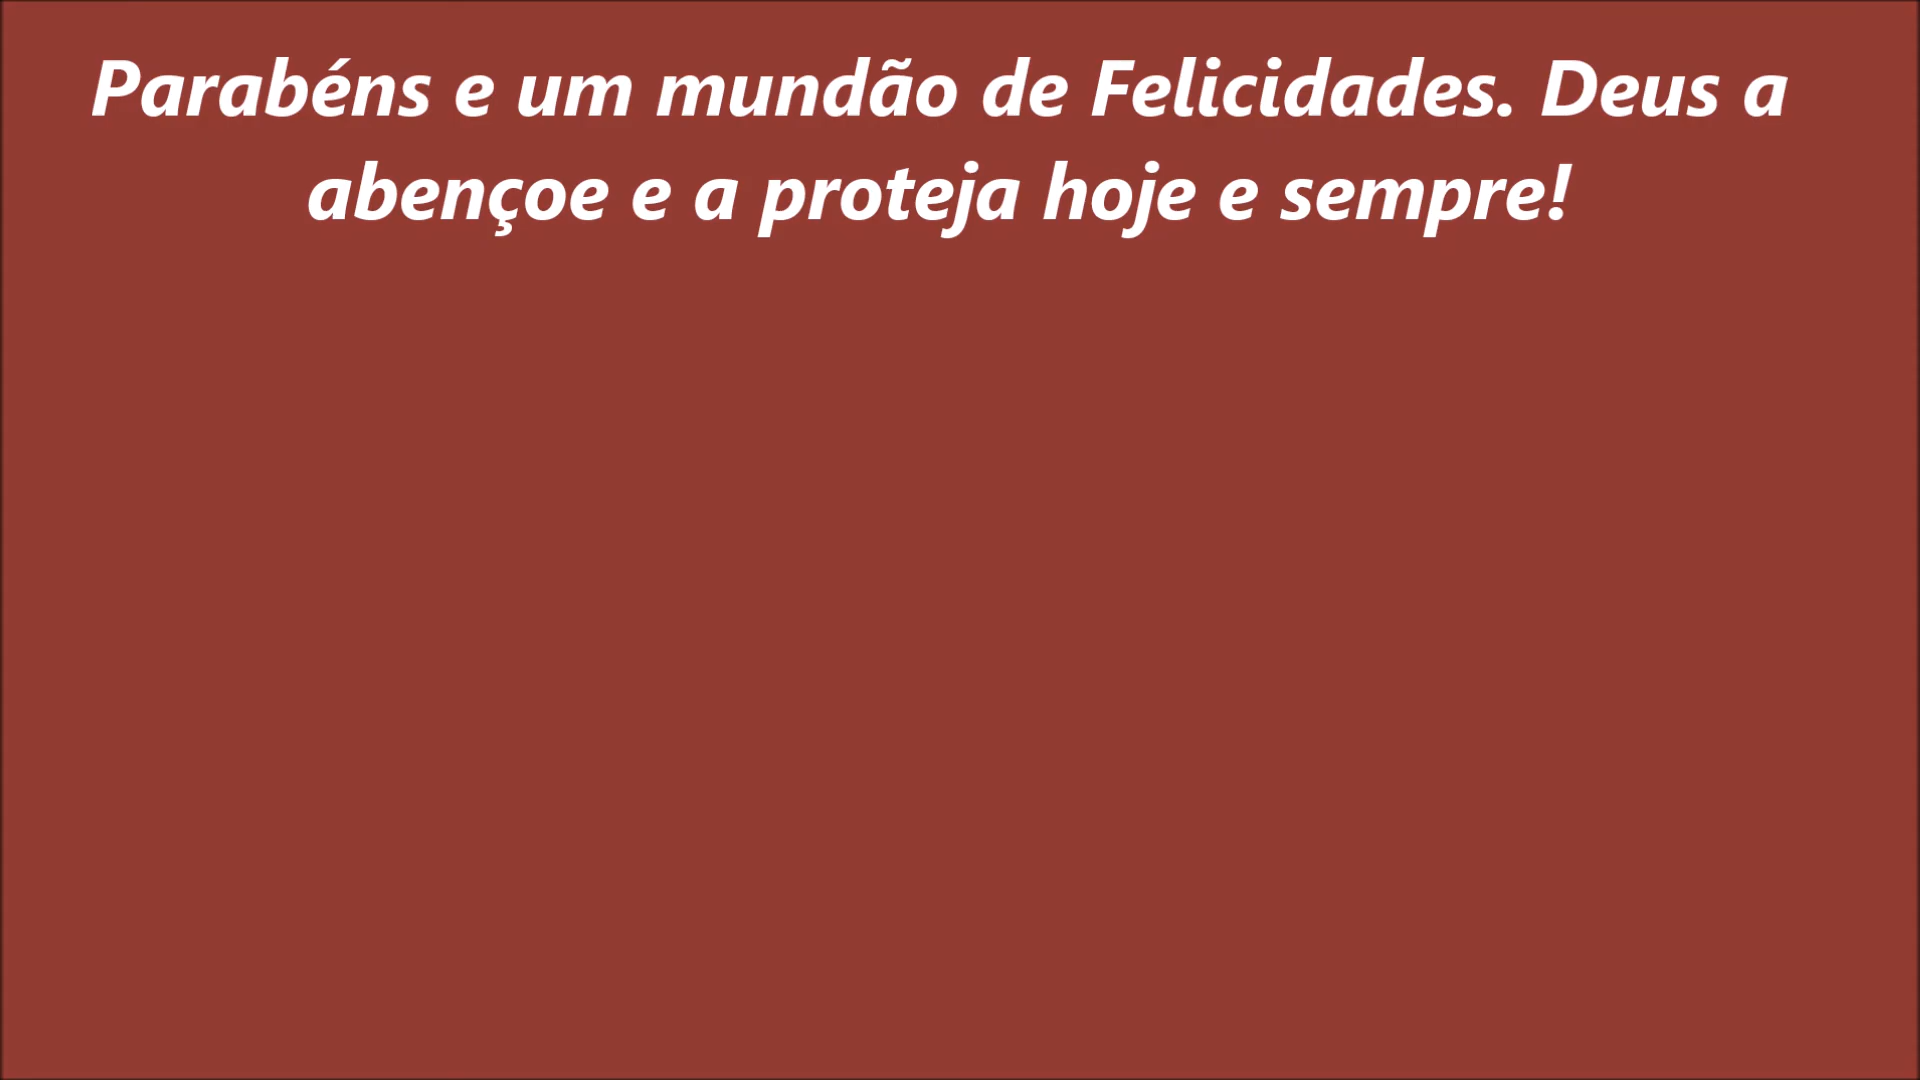 Parabéns e um mundão de Felicidades. Deus a
abençoe e a proteja hoje e sempre!